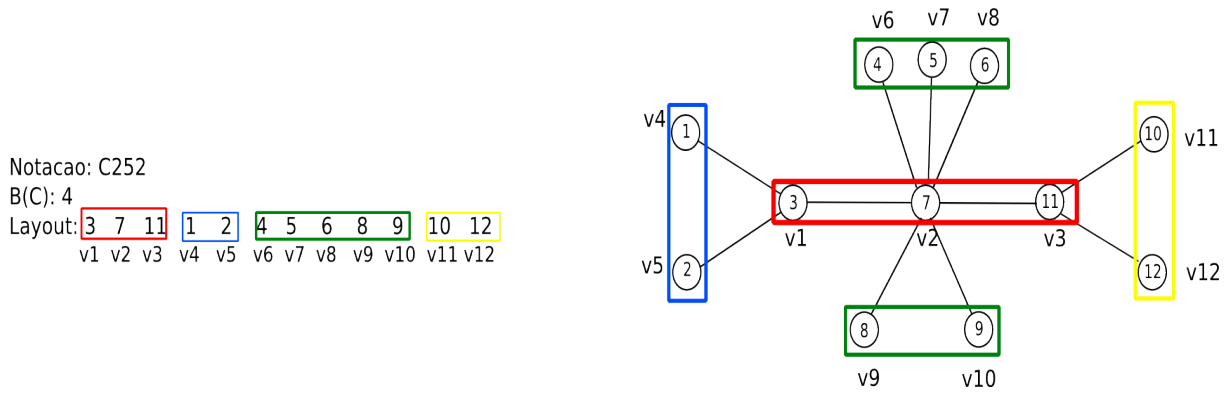 Notacao: C252
B(C): 4
Layout: 3 7 11 1 2 4 5 6 8 9 10 12
v1 v2 v3 v4 v5 v6 v7 v8 v9 v10 v11 v12
v6 v7 v8
4 5 6
v4 1 10 v11
3 7 11
v1 v2 v3
v5 2 12 v12
8 9
v9 v10